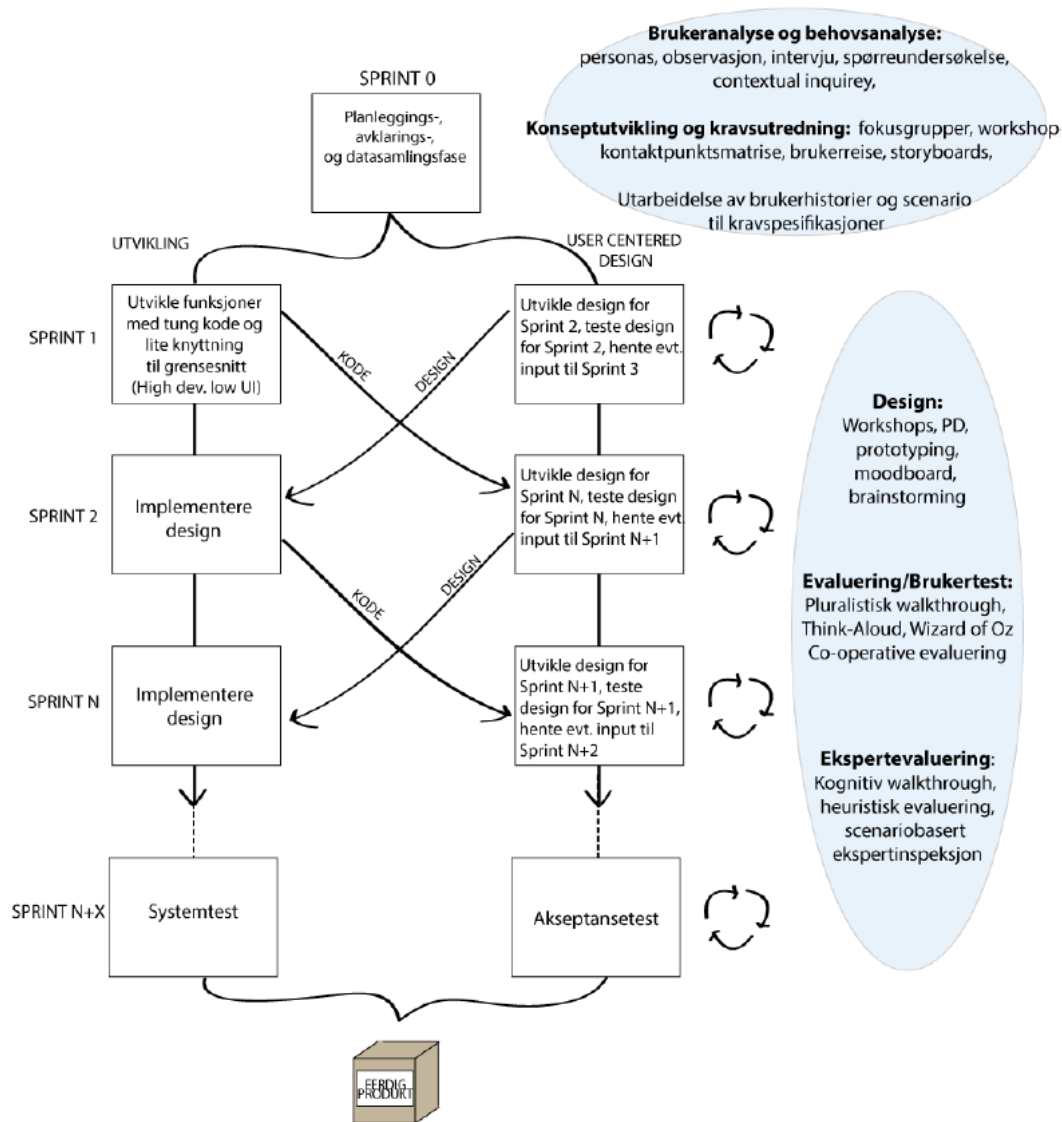 Brukeranalyse og behovsanalyse:
personas, observasjon, intervju, spørreundersøkelse,
contextual inquirey,
Konseptutvikling og kravsutredning: fokusgrupper, workshop
kontaktpunktsmatrise, brukerreise, storyboards,
Utarbeidelse av brukerhistorier og scenario
til kravspesifikasjoner
SPRINT 0
Planleggings-,
avklarings-,
og datasamlingsfase
UTVIKLING
USER CENTERED
DESIGN
SPRINT 1
Utvikle funksjoner
med tung kode og
lite knyttning
til grensesnitt
(High dev. low UI)
KODE
DESIGN
Utvikle design for
Sprint 2, teste design
for Sprint 2, hente evt.
input til Sprint 3
SPRINT 2
Implementere
design
KODE
DESIGN
Utvikle design for
Sprint N, teste design
for Sprint N, hente evt.
input til Sprint N+1
SPRINT N
Implementere
design
Utvikle design for
Sprint N+1, teste
design for Sprint N+1,
hente evt. input til
Sprint N+2
SPRINT N+X
Systemtest
Akseptansetest
Design:
Workshops, PD,
prototyping,
moodboard,
brainstorming
Evaluering/Brukertest:
Pluralistisk walkthrough,
Think-Aloud, Wizard of Oz
Co-operative evaluering
Ekspertevaluering:
Kognitiv walkthrough,
heuristisk evaluering,
scenariobasert
ekspertinspeksjon
FERDIG
PRODUKT